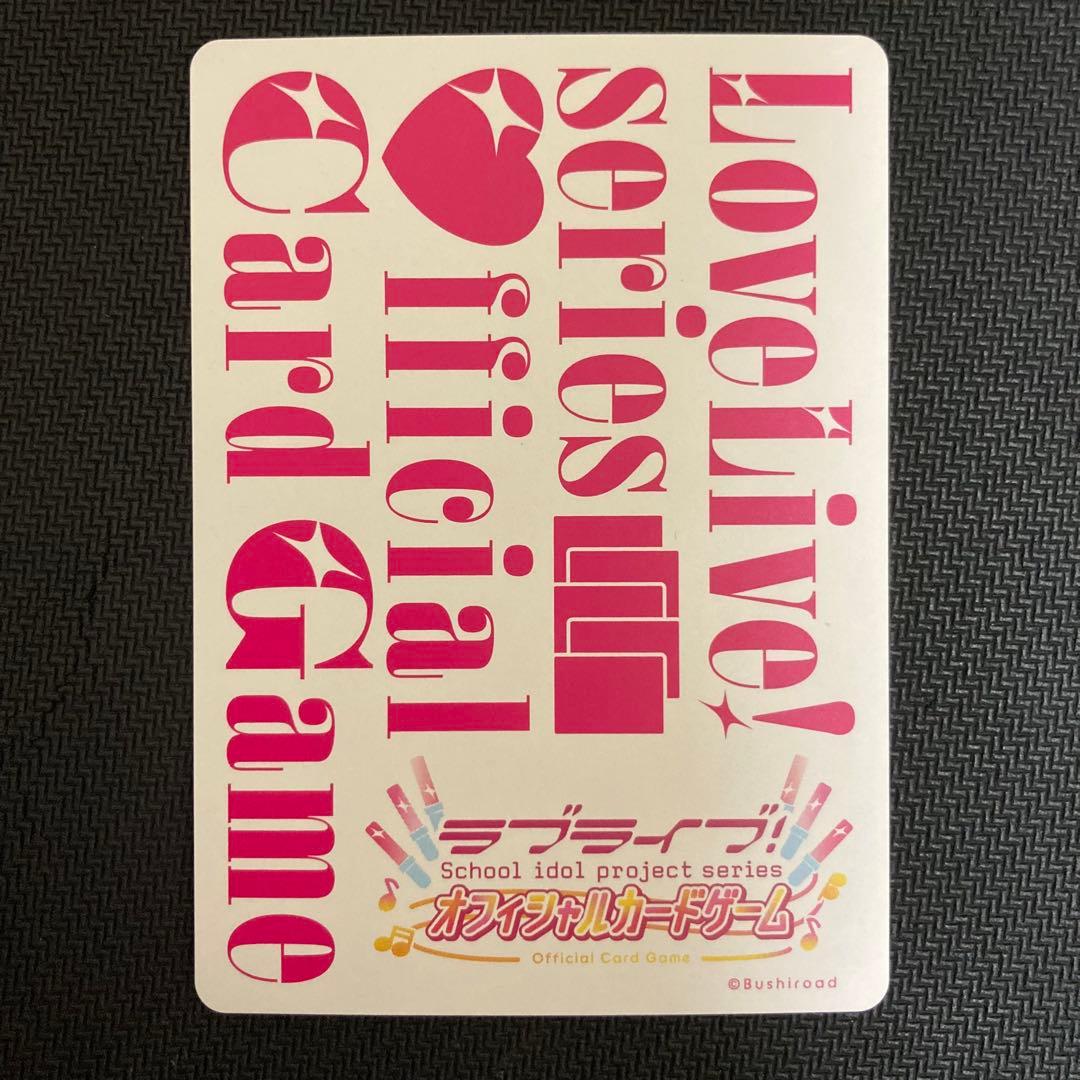 LoveLive!
series
Official
Card Game
ラブライブ!
School idol project series
オフィシャルカードゲーム
Official Card Game
©Bushiroad